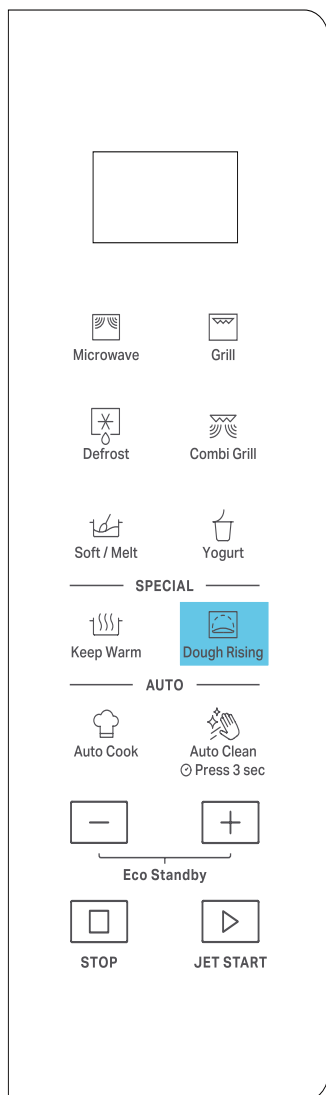 Microwave Grill
Defrost Combi Grill
Soft / Melt Yogurt
SPECIAL
Keep Warm Dough Rising
AUTO
Auto Cook Auto Clean
Press 3 sec
Eco Standby
STOP JET START